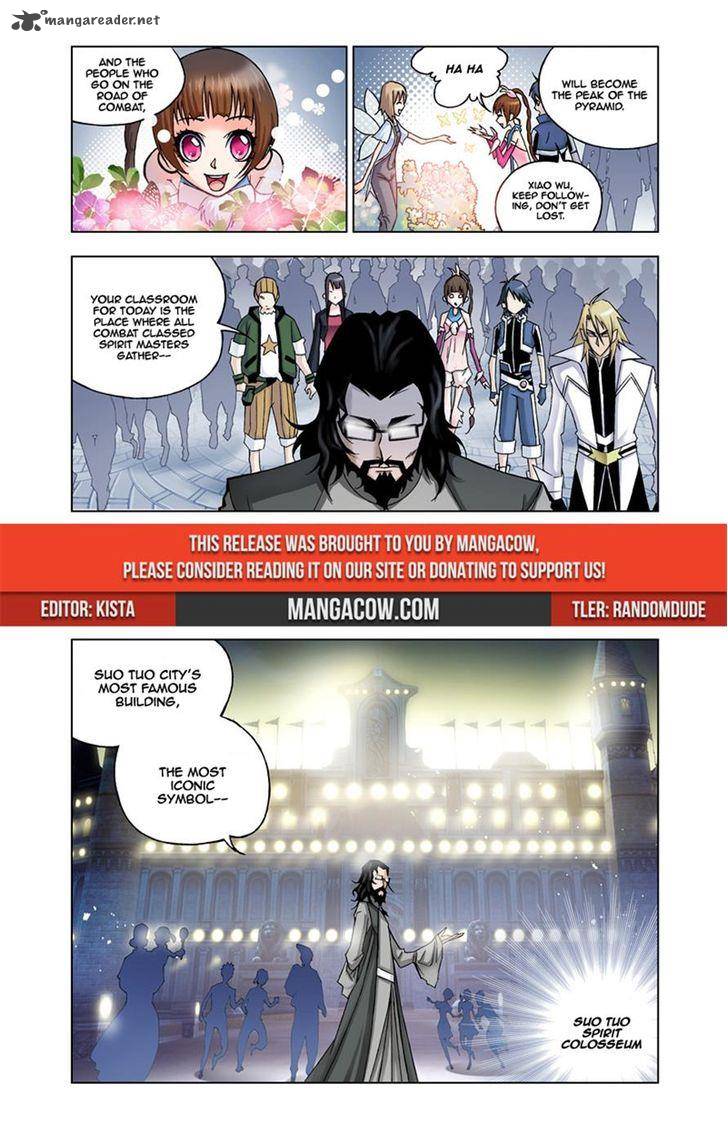 mangareader.net
AND THE
PEOPLE WHO
GO ON THE
ROAD OF
COMBAT,
HA HA
WILL BECOME
THE PEAK OF THE
PYRAMID.
XIAO WU,
KEEP FOLLOW-
ING, DON'T GET
LOST.
YOUR CLASSROOM
FOR TODAY IS THE
PLACE WHERE ALL
COMBAT CLASSED
SPIRIT MASTERS
GATHER--
THIS RELEASE WAS BROUGHT TO YOU BY MANGACOW,
PLEASE CONSIDER READING IT ON OUR SITE OR DONATING TO SUPPORT US!
EDITOR: KISTA MANGACOW.COM TLER: RANDOMDUDE
SUO TUO CITY'S
MOST FAMOUS
BUILDING,
THE MOST
ICONIC
SYMBOL--
SUO TUO
SPIRIT
COLOSSEUM